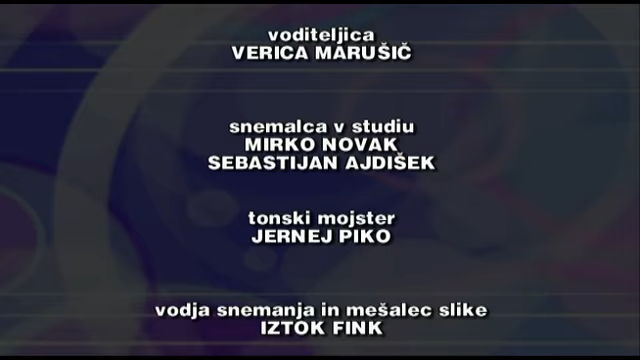 voditeljica
VERICA MARUŠIČ
snemalca v studiu
MIRKO NOVAK
SEBASTIJAN AJDIŠEK
tonski mojster
JERNEJ PIKO
vodja snemanja in mešalec slike
IZTOK FINK